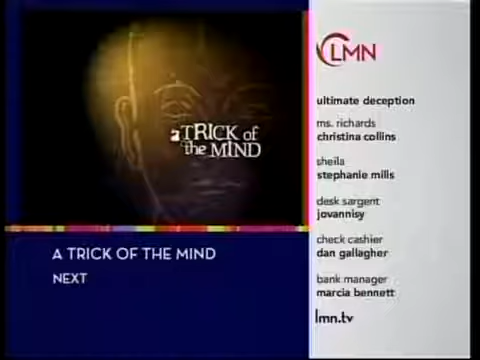 a TRICK of
the MIND
A TRICK OF THE MIND
NEXT
LMN
ultimate deception
ms. richards
christina collins
sheila
stephanie mills
desk sargent
jovannisy
check cashier
dan gallagher
bank manager
marcia bennett
lmn.tv